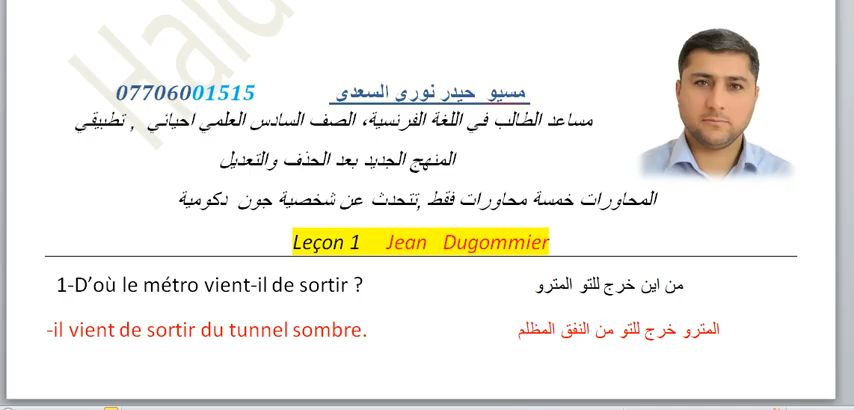 Haid
مسيو حيدر نوري السعدي 07706001515
مساعد الطالب في اللغة الفرنسية، الصف السادس العلمي احيائي , تطبيقي
المنهج الجديد بعد الحذف والتعديل
المحاورات خمسة محاورات فقط ,تتحدث عن شخصية جون دكومية
Leçon 1 Jean Dugommier
1-D’où le métro vient-il de sortir ? من اين خرج للتو المترو
-il vient de sortir du tunnel sombre. المترو خرج للتو من النفق المظلم